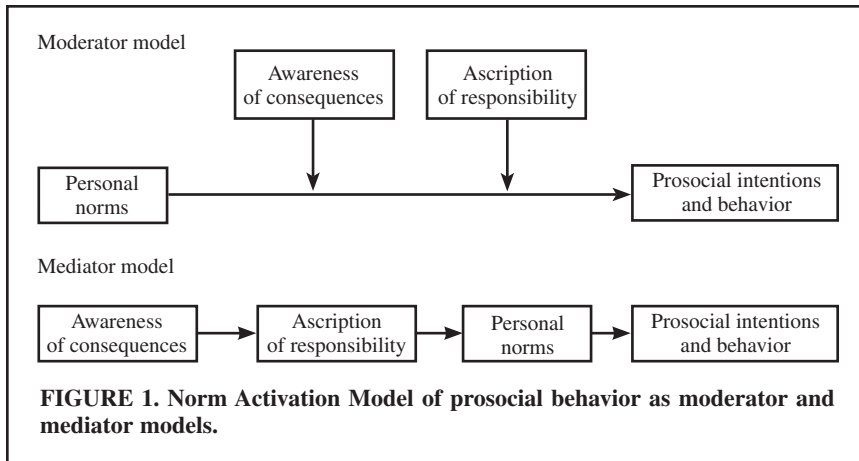 Moderator model
Awareness
of consequences
Ascription
of responsibility
Personal
norms
Prosocial intentions
and behavior
Mediator model
Awareness
of consequences
Ascription
of responsibility
Personal
norms
Prosocial intentions
and behavior
FIGURE 1. Norm Activation Model of prosocial behavior as moderator and
mediator models.